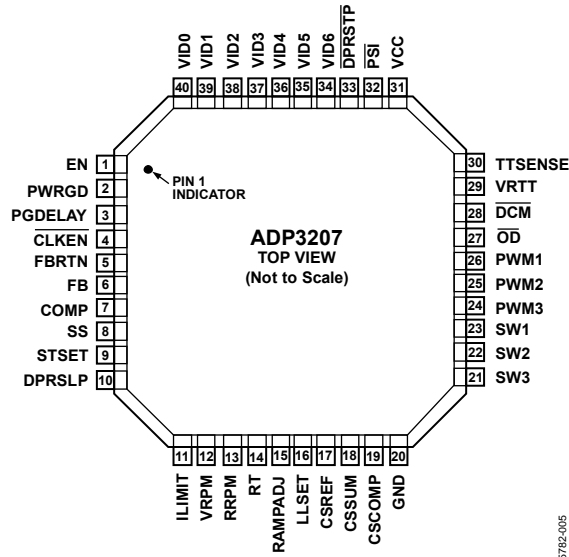 VID0
VID1
VID2
VID3
VID4
VID5
VID6
DPRSTP
PSI
VCC
40
39
38
37
36
35
34
33
32
31
EN 1
PWRGD 2
PGDELAY 3
CLKEN 4
FBRTN 5
FB 6
COMP 7
SS 8
STSET 9
DPRSLP 10
PIN 1
INDICATOR
ADP3207
TOP VIEW
(Not to Scale)
30 TTSENSE
29 VRTT
28 DCM
27 OD
26 PWM1
25 PWM2
24 PWM3
23 SW1
22 SW2
21 SW3
11
12
13
14
15
16
17
18
19
20
ILIMIT
VRPM
RRPM
RT
RAMPADJ
LLSET
CSREF
CSSUM
CSCOMP
GND
5782-005